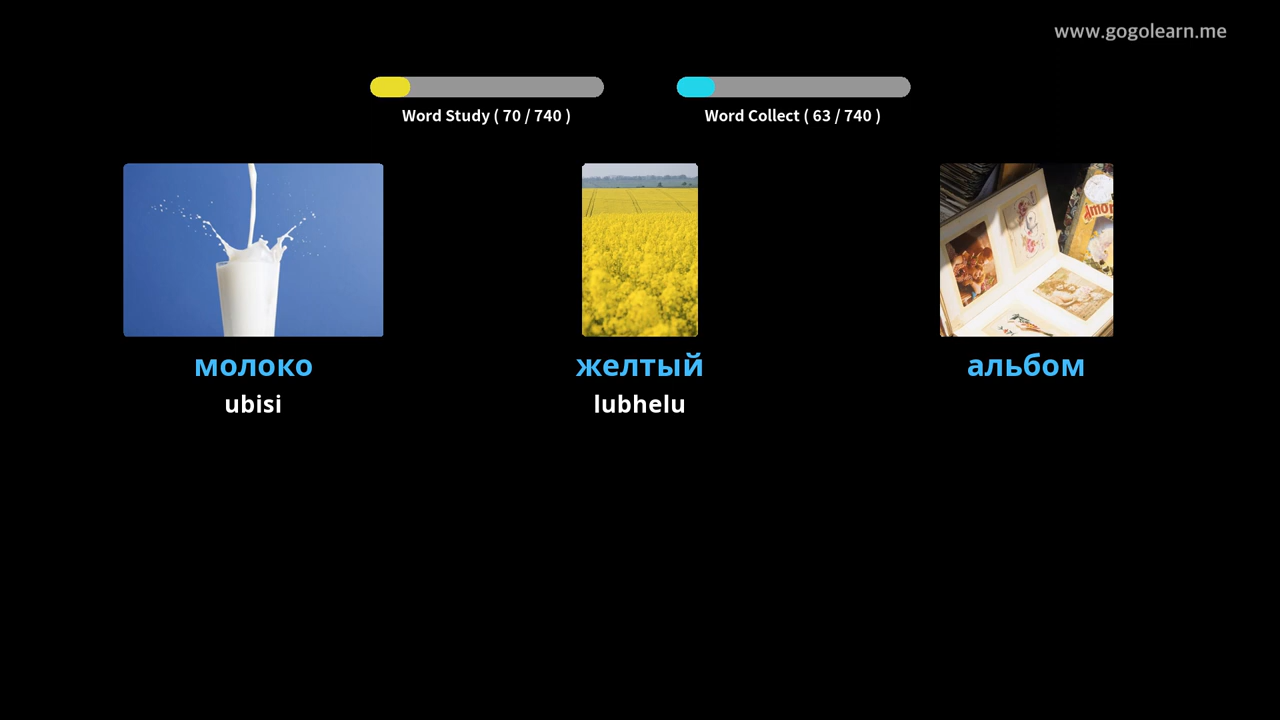 www.gogolearn.me
Word Study ( 70 / 740 )
Word Collect ( 63 / 740 )
молоко
желтый
альбом
ubisi
lubhelu